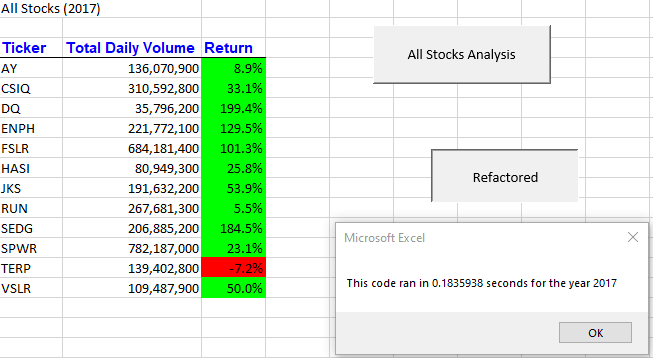 All Stocks (2017)
Ticker Total Daily Volume Return
AY 136,070,900 8.9%
CSIQ 310,592,800 33.1%
DQ 35,796,200 199.4%
ENPH 221,772,100 129.5%
FSLR 684,181,400 101.3%
HASI 80,949,300 25.8%
JKS 191,632,200 53.9%
RUN 267,681,300 5.5%
SEDG 206,885,200 184.5%
SPWR 782,187,000 23.1%
TERP 139,402,800 -7.2%
VSLR 109,487,900 50.0%
All Stocks Analysis
Refactored
Microsoft Excel
This code ran in 0.1835938 seconds for the year 2017
OK